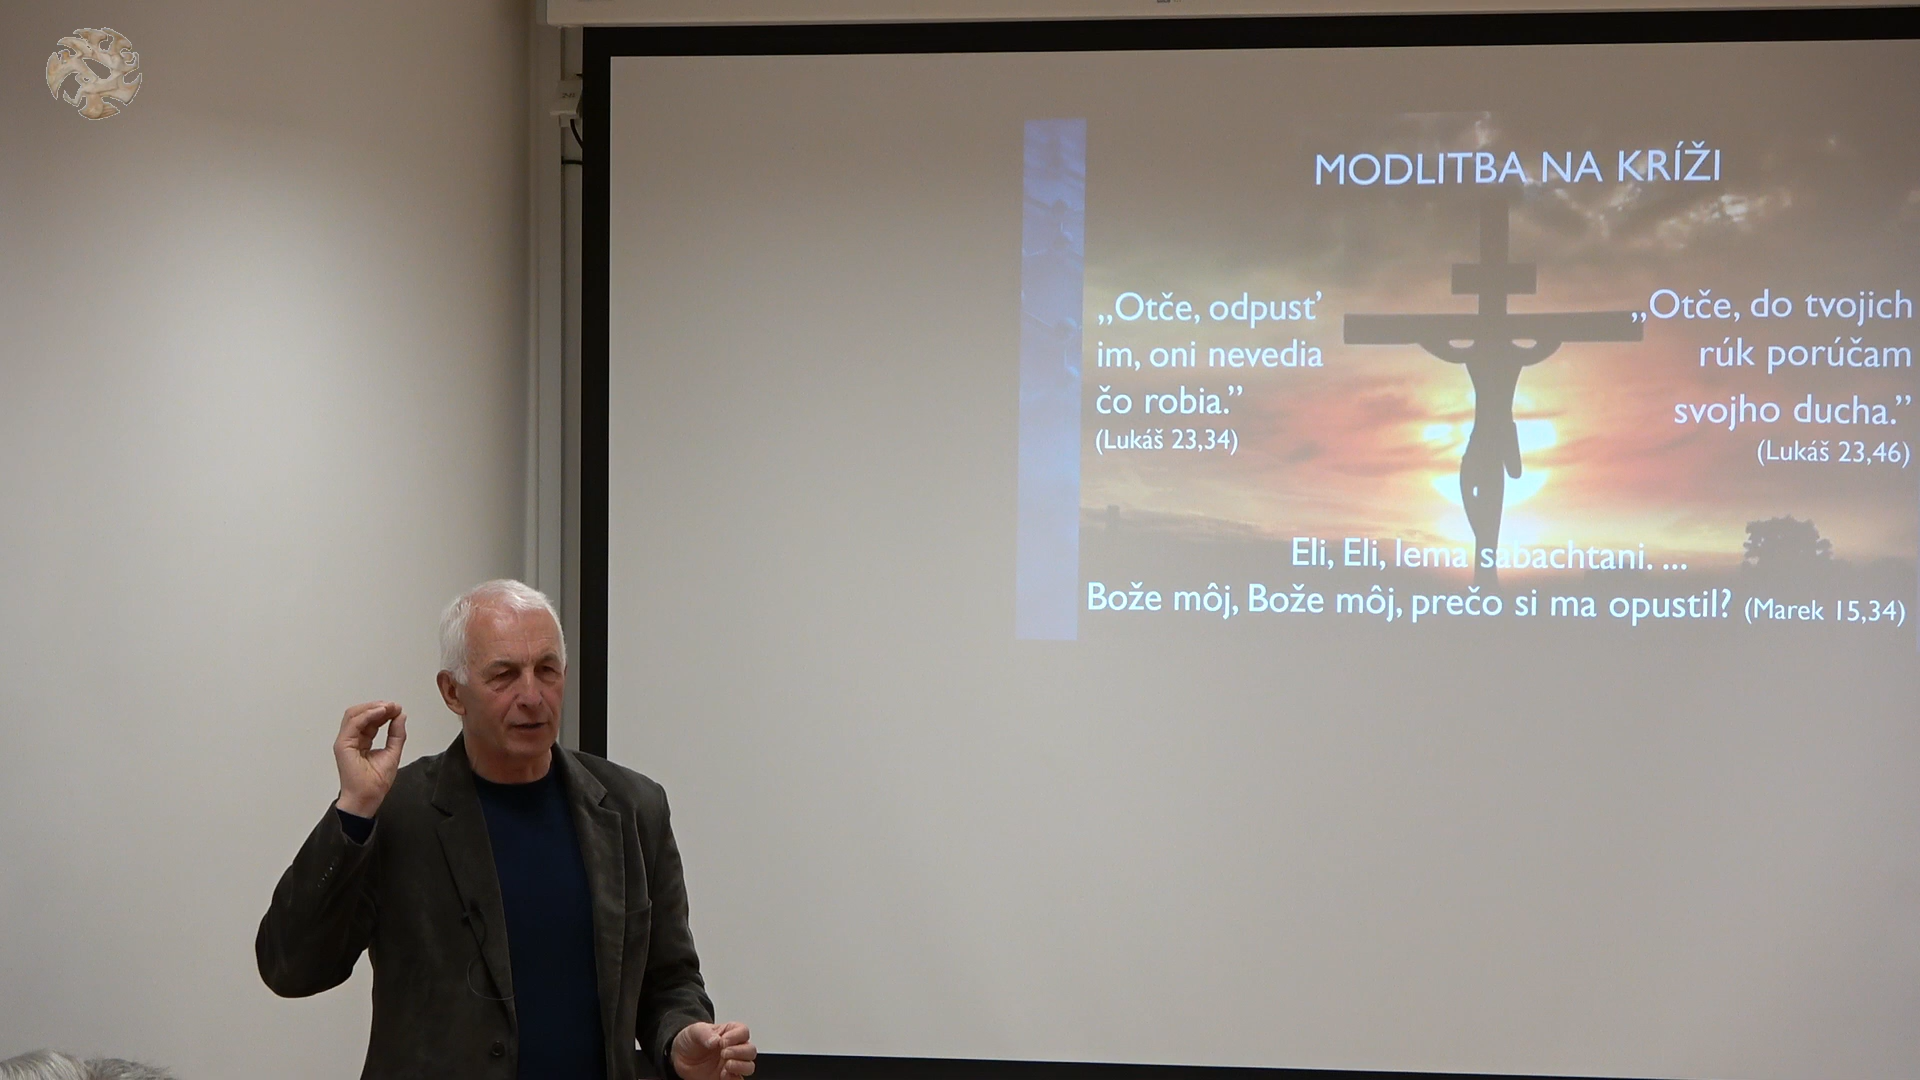 MODLITBA NA KRÍŽI
„Otče, odpusť
im, oni nevedia
čo robia.”
(Lukáš 23,34)
„Otče, do tvojich
rúk porúčam
svojho ducha.”
(Lukáš 23,46)
Eli, Eli, lema sabachtani. ...
Bože môj, Bože môj, prečo si ma opustil? (Marek 15,34)